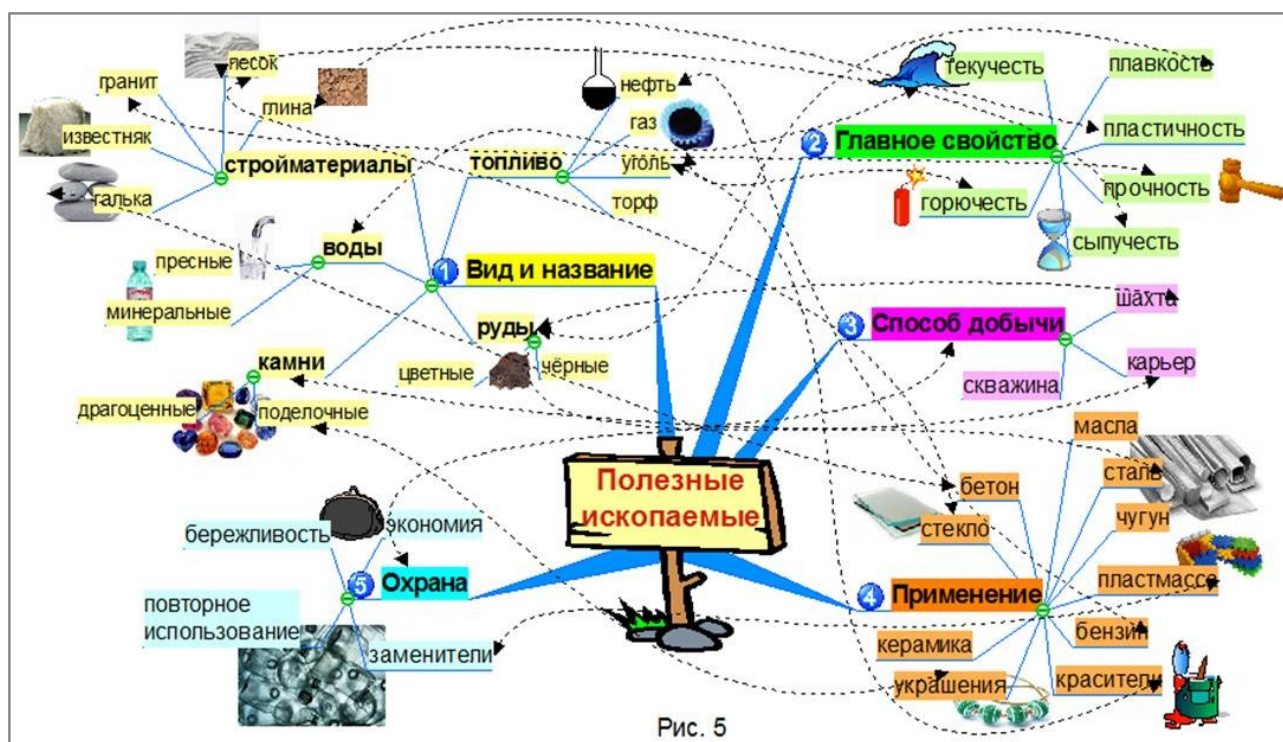 Полезные
ископаемые
1
Вид и название
стройматериалы
песок
гранит
глина
известняк
галька
топливо
нефть
газ
уголь
торф
воды
пресные
минеральные
руды
цветные
чёрные
камни
драгоценные
поделочные
2
Главное свойство
текучесть
плавкость
пластичность
прочность
горючесть
сыпучесть
3
Способ добычи
шахта
карьер
скважина
4
Применение
масла
сталь
чугун
пластмасса
бензин
красители
бетон
стекло
керамика
украшения
5
Охрана
экономия
бережливость
повторное
использование
заменители
Рис. 5